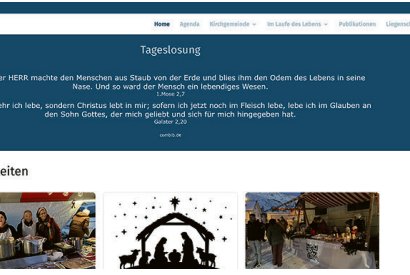 Home Agenda Kirchgemeinde Im Laufe des Lebens Publikationen Liegensch
Tageslosung
er HERR machte den Menschen aus Staub von der Erde und blies ihm den Odem des Lebens in seine
Nase. Und so ward der Mensch ein lebendiges Wesen.
1.Mose 2,7
ehr ich lebe, sondern Christus lebt in mir; sofern ich jetzt noch im Fleisch lebe, lebe ich im Glauben an
den Sohn Gottes, der mich geliebt und sich für mich hingegeben hat.
Galater 2,20
eiten